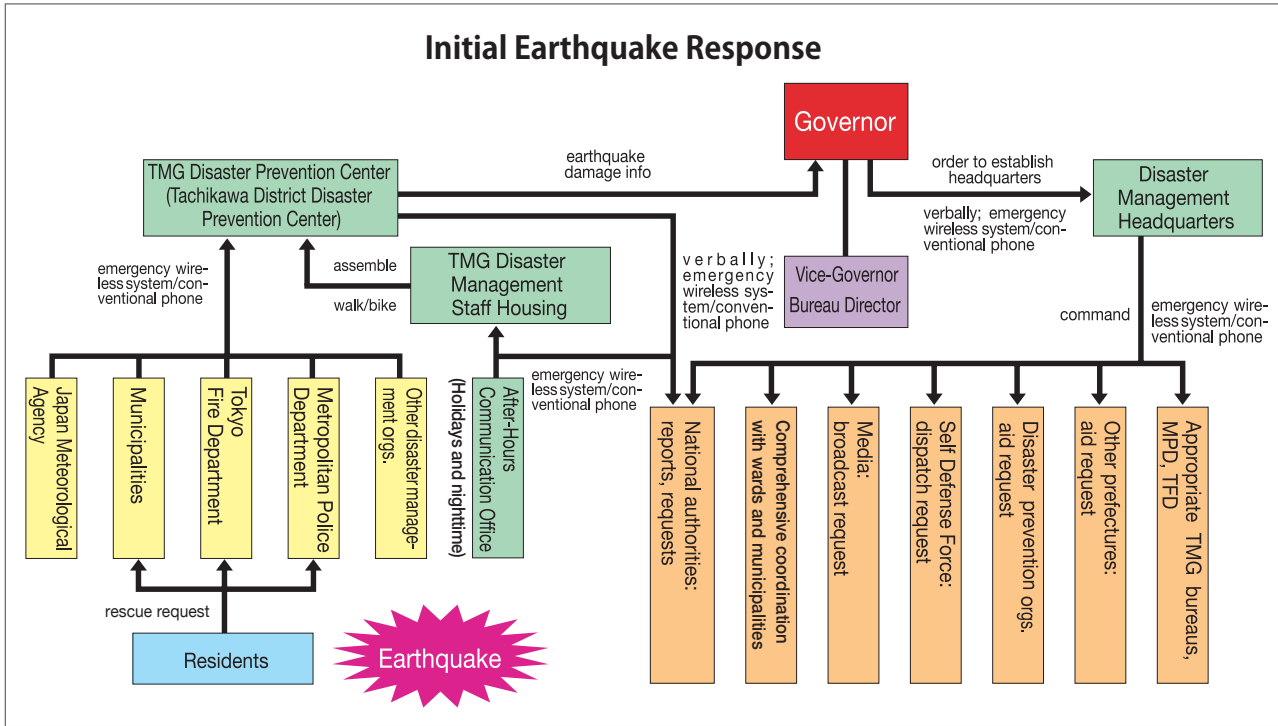 Initial Earthquake Response
Governor
earthquake
damage info
order to establish
headquarters
verbally; emergency
wireless system/con-
ventional phone
TMG Disaster Prevention Center
(Tachikawa District Disaster
Prevention Center)
Disaster
Management
Headquarters
emergency wire-
less system/con-
ventional phone
assemble
walk/bike
TMG Disaster
Management
Staff Housing
verbally;
emergency
wireless sys-
tem/conven-
tional phone
Vice-Governor
Bureau Director
command
emergency wire-
less system/con-
ventional phone
Japan Meteorological
Agency
Municipalities
Tokyo
Fire Department
Metropolitan Police
Department
Other disaster manage-
ment orgs.
After-Hours
Communication Office
(Holidays and nighttime)
emergency wire-
less system/con-
ventional phone
National authorities:
reports, requests
Comprehensive coordination
with wards and municipalities
Media:
broadcast request
Self Defense Force:
dispatch request
Disaster prevention orgs.
aid request
Other prefectures:
aid request
Appropriate TMG bureaus,
MPD, TFD
rescue request
Residents
Earthquake